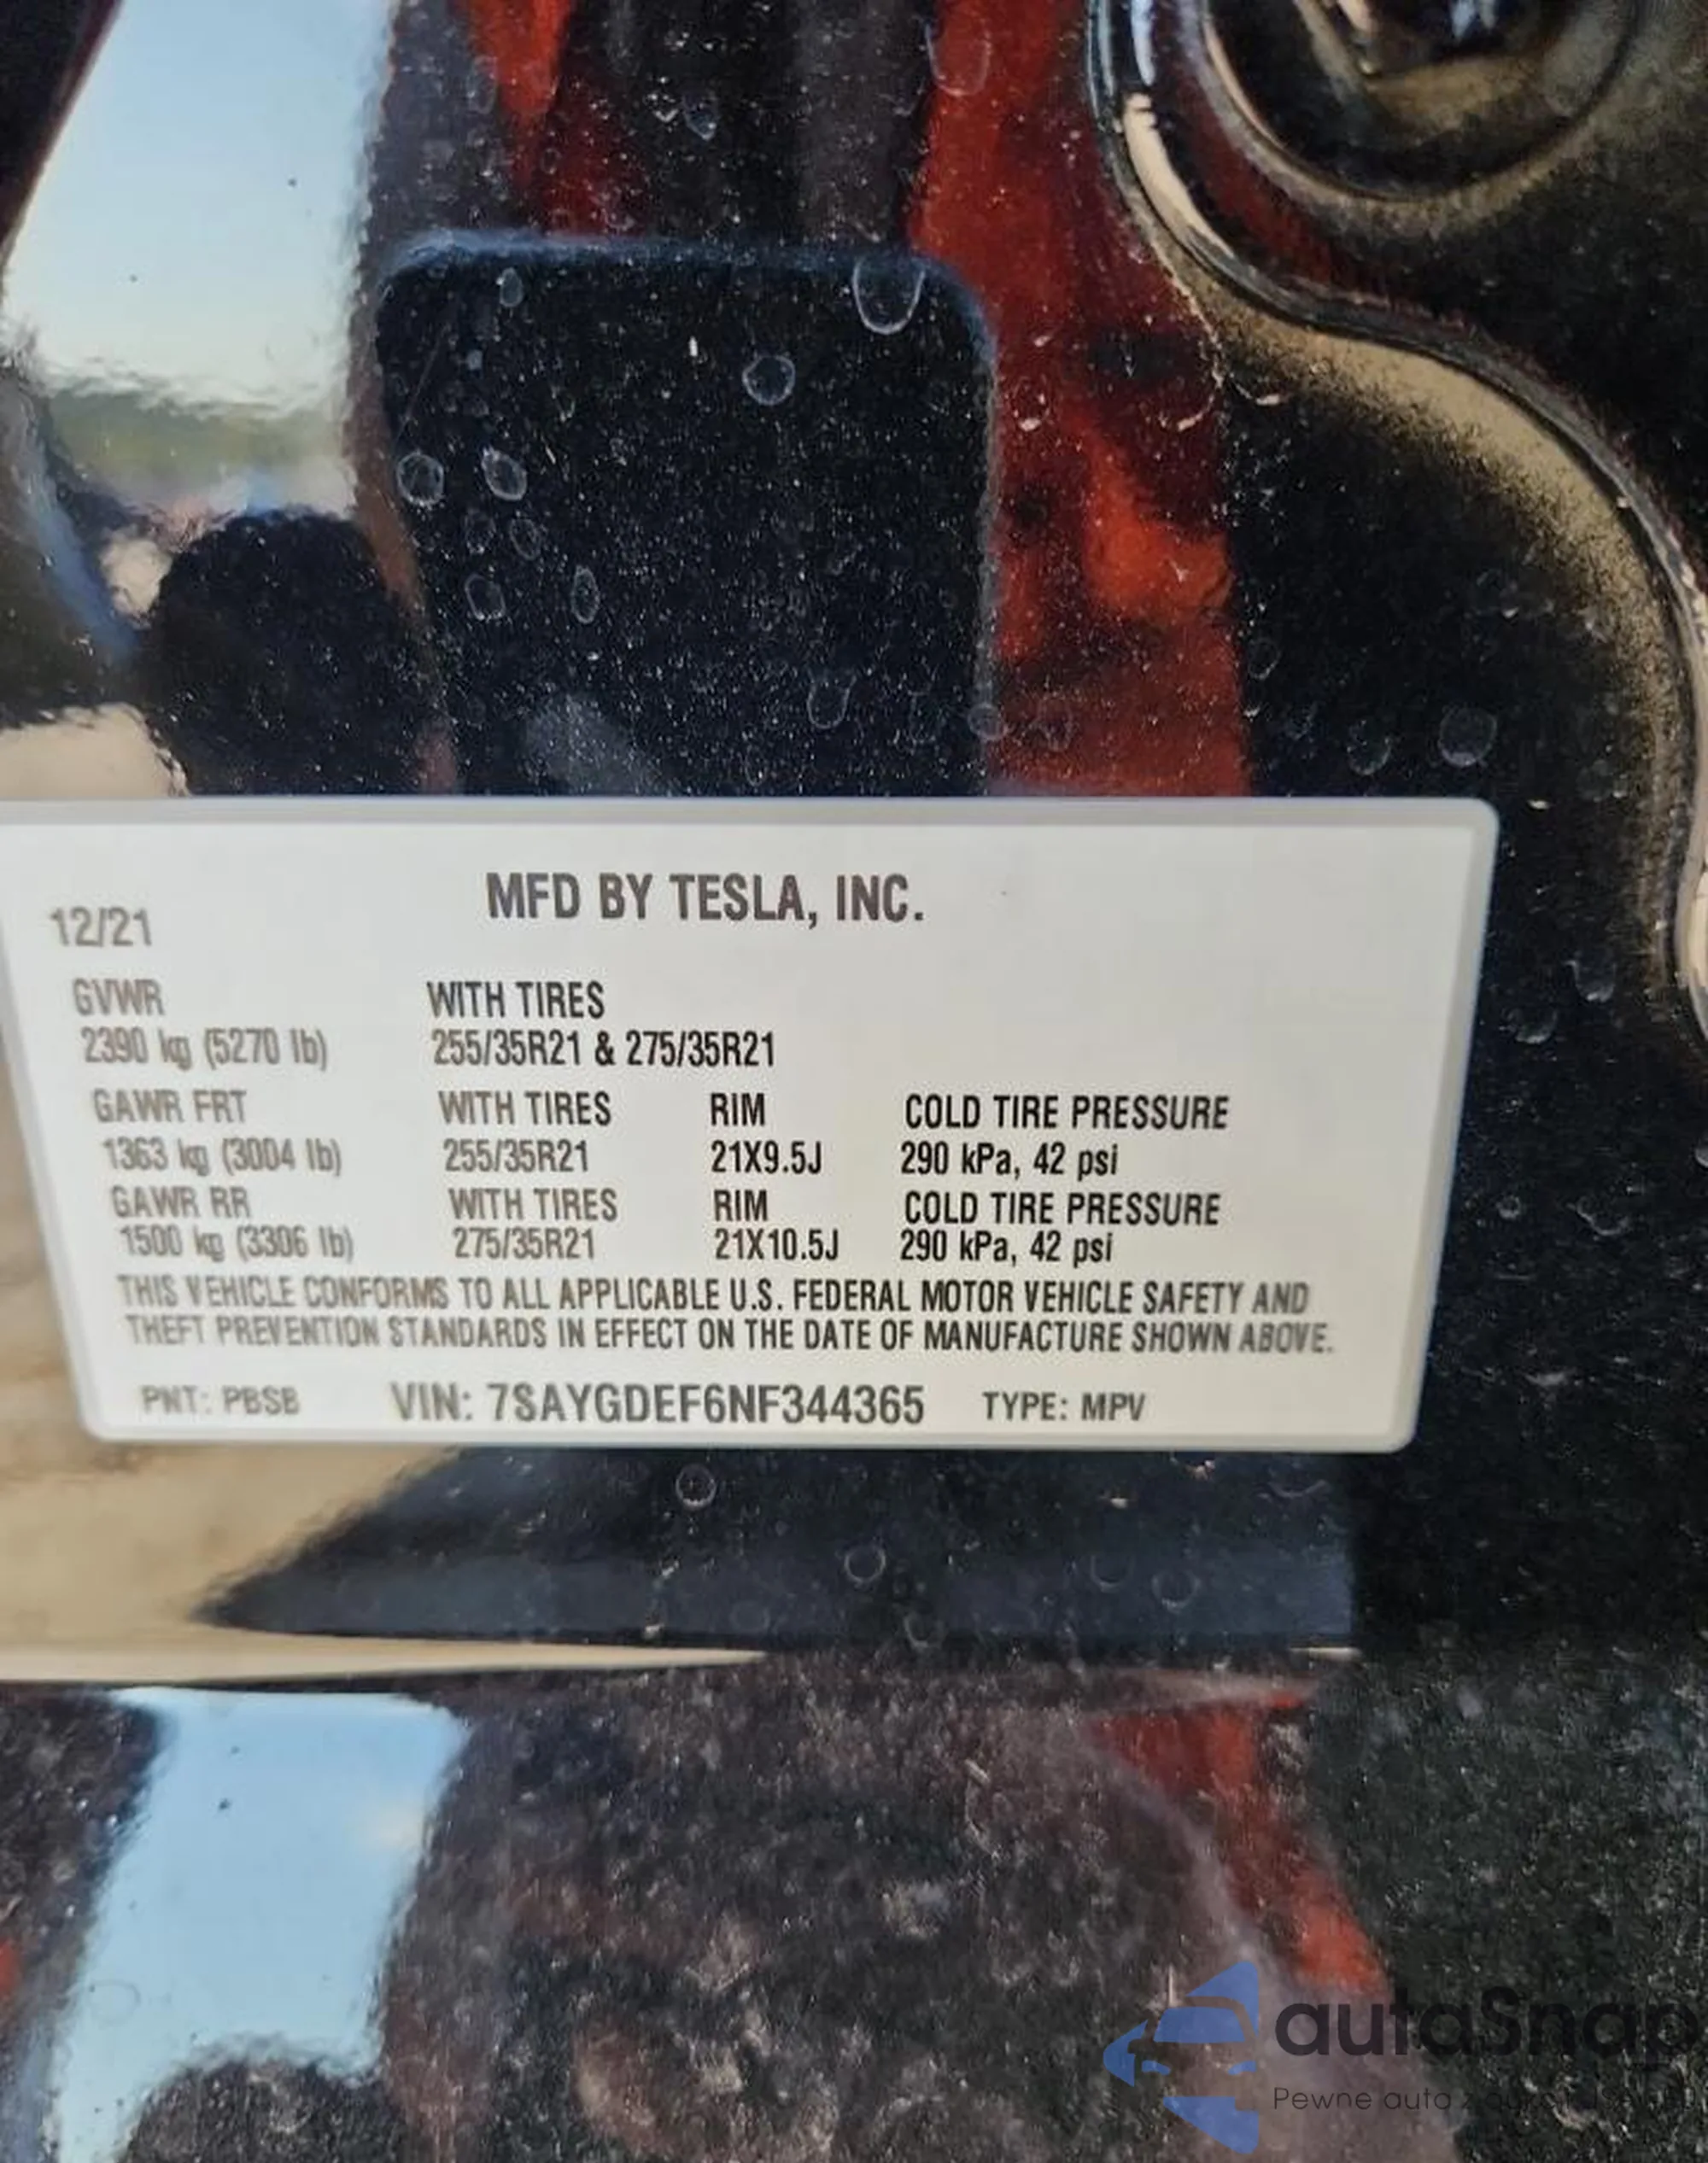 MFD BY TESLA, INC.
12/21
GVWR WITH TIRES
2390 kg (5270 lb) 255/35R21 & 275/35R21
GAWR FRT WITH TIRES RIM COLD TIRE PRESSURE
1363 kg (3004 lb) 255/35R21 21X9.5J 290 kPa, 42 psi
GAWR RR WITH TIRES RIM COLD TIRE PRESSURE
1500 kg (3306 lb) 275/35R21 21X10.5J 290 kPa, 42 psi
THIS VEHICLE CONFORMS TO ALL APPLICABLE U.S. FEDERAL MOTOR VEHICLE SAFETY AND
THEFT PREVENTION STANDARDS IN EFFECT ON THE DATE OF MANUFACTURE SHOWN ABOVE.
PNT: PBSB VIN: 7SAYGDEF6NF344365 TYPE: MPV
autaSnap
Pewne auta z